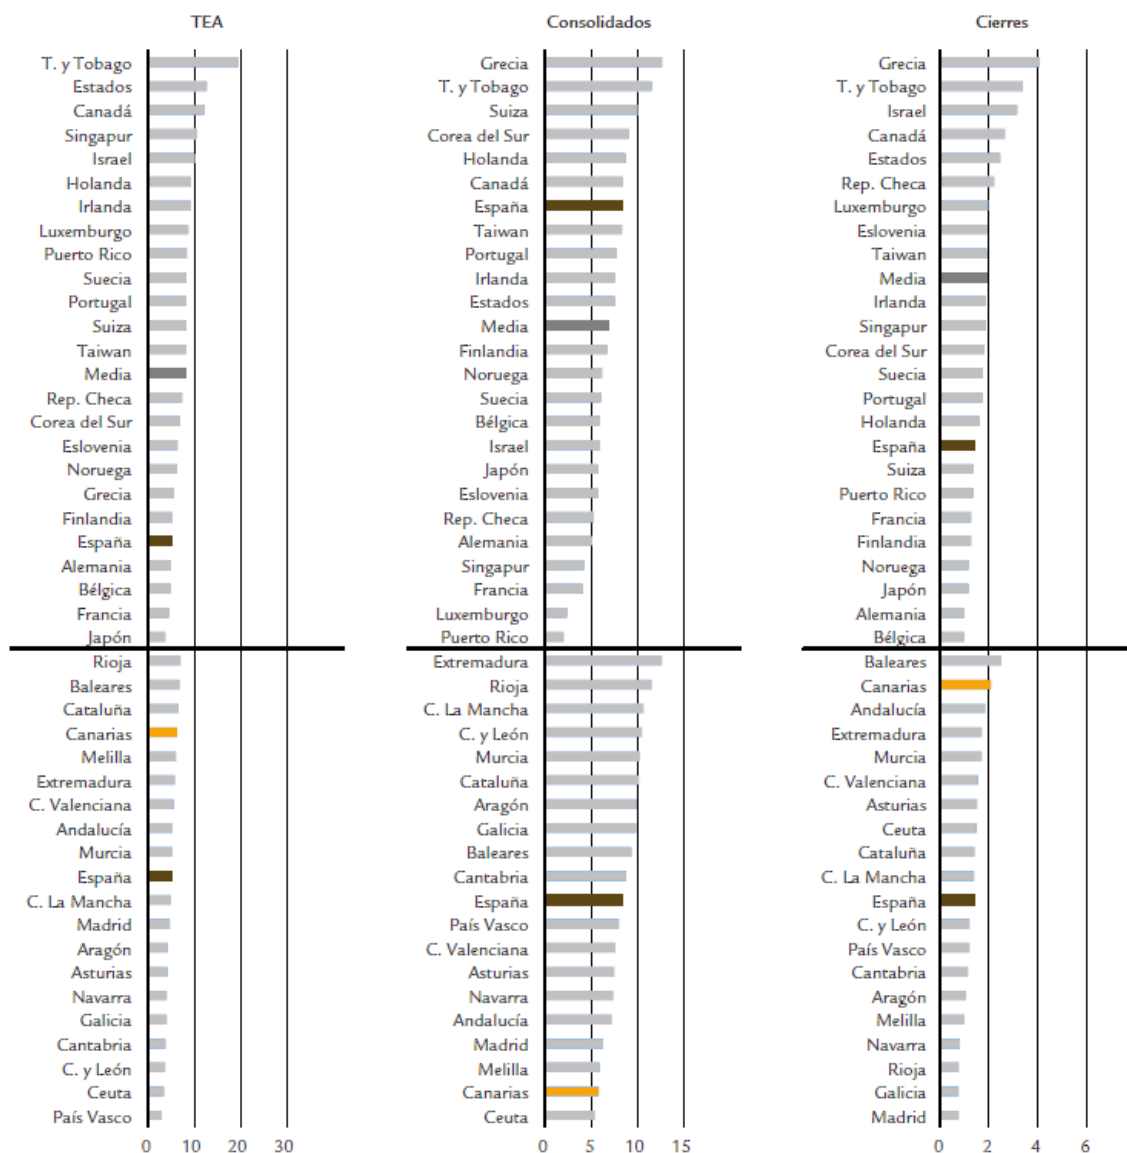 TEA Consolidados Cierres
T. y Tobago Grecia Grecia
Estados T. y Tobago T. y Tobago
Canadá Suiza Israel
Singapur Corea del Sur Canadá
Israel Holanda Estados
Holanda Canadá Rep. Checa
Irlanda España Luxemburgo
Luxemburgo Taiwan Eslovenia
Puerto Rico Portugal Taiwan
Suecia Irlanda Media
Portugal Estados Irlanda
Suiza Media Singapur
Taiwan Finlandia Corea del Sur
Media Noruega Suecia
Rep. Checa Suecia Portugal
Corea del Sur Bélgica Holanda
Eslovenia Israel España
Noruega Japón Suiza
Grecia Eslovenia Puerto Rico
Finlandia Rep. Checa Francia
España Alemania Finlandia
Alemania Singapur Noruega
Bélgica Francia Japón
Francia Luxemburgo Alemania
Japón Puerto Rico Bélgica
Rioja Extremadura Baleares
Baleares Rioja Canarias
Cataluña C. La Mancha Andalucía
Canarias C. y León Extremadura
Melilla Murcia Murcia
Extremadura Cataluña C. Valenciana
C. Valenciana Aragón Asturias
Andalucía Galicia Ceuta
Murcia Baleares Cataluña
España Cantabria C. La Mancha
C. La Mancha España España
Madrid País Vasco C. y León
Aragón C. Valenciana País Vasco
Asturias Asturias Cantabria
Navarra Navarra Aragón
Galicia Andalucía Melilla
Cantabria Madrid Navarra
C. y León Melilla Rioja
Ceuta Canarias Galicia
País Vasco Ceuta Madrid
0 10 20 30 0 5 10 15 0 2 4 6